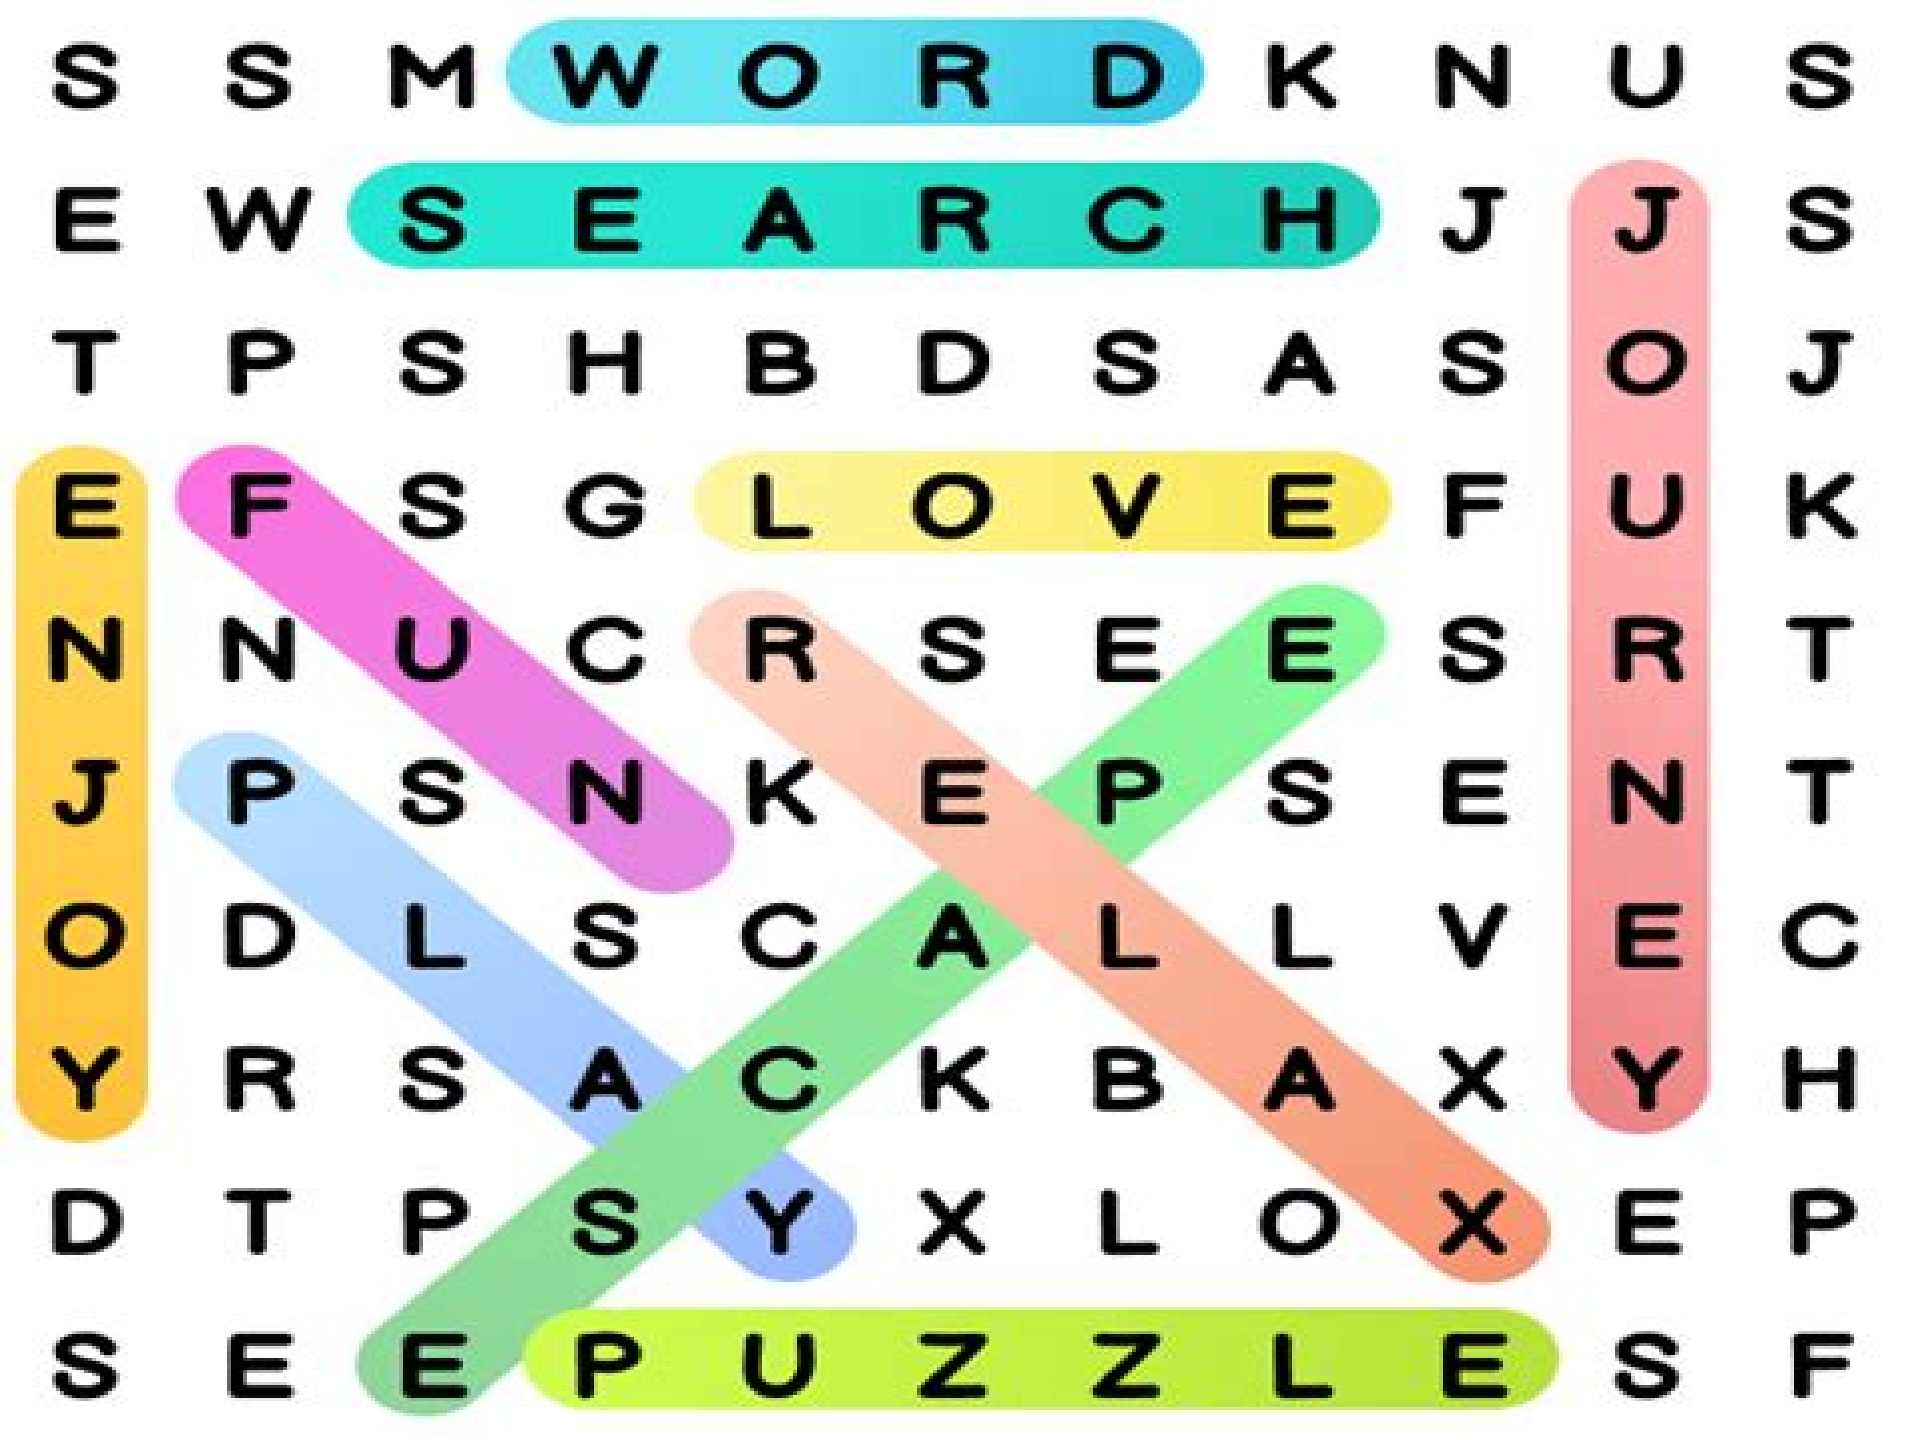 S S M W O R D K N U S
E W S E A R C H J J S
T P S H B D S A S O J
E F S G L O V E F U K
N N U C R S E E S R T
J P S N K E P S E N T
O D L S C A L L V E C
Y R S A C K B A X Y H
D T P S Y X L O X E P
S E E P U Z Z L E S F